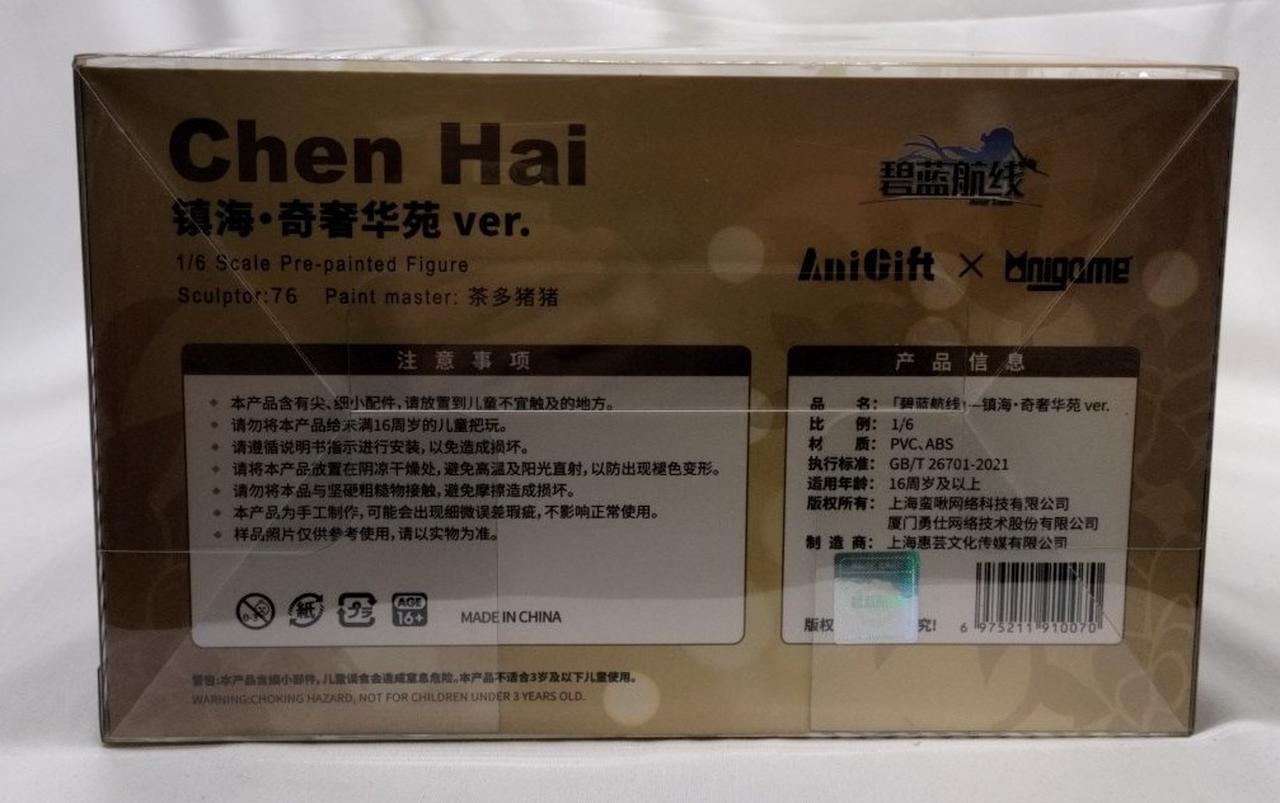 Chen Hai
镇海•奇奢华苑 ver.
1/6 Scale Pre-painted Figure
Sculptor:76 Paint master: 茶多猪猪
碧蓝航线
AniGift × Unigame
注意事项
本产品含有尖、细小配件,请放置到儿童不宜触及的地方。
请勿将本产品给未满16周岁的儿童把玩。
请遵循说明书指示进行安装,以免造成损坏。
请将本产品放置在阴凉干燥处,避免高温及阳光直射,以防出现褪色变形。
请勿将本品与坚硬粗糙物接触,避免摩擦造成损坏。
本产品为手工制作,可能会出现细微误差瑕疵,不影响正常使用。
样品照片仅供参考使用,请以实物为准。
0-3
紙
プラ
AGE
16+
MADE IN CHINA
产品信息
品 名:「碧蓝航线」—镇海•奇奢华苑 ver.
比 例: 1/6
材 质: PVC、ABS
执行标准: GB/T 26701-2021
适用年龄: 16周岁及以上
版权所有: 上海蛮啾网络科技有限公司
厦门勇仕网络技术股份有限公司
制 造 商: 上海惠芸文化传媒有限公司
版权 究!
6 975211 910070
警告:本产品含细小部件,儿童误食会造成窒息危险。本产品不适合3岁及以下儿童使用。
WARNING:CHOKING HAZARD, NOT FOR CHILDREN UNDER 3 YEARS OLD.